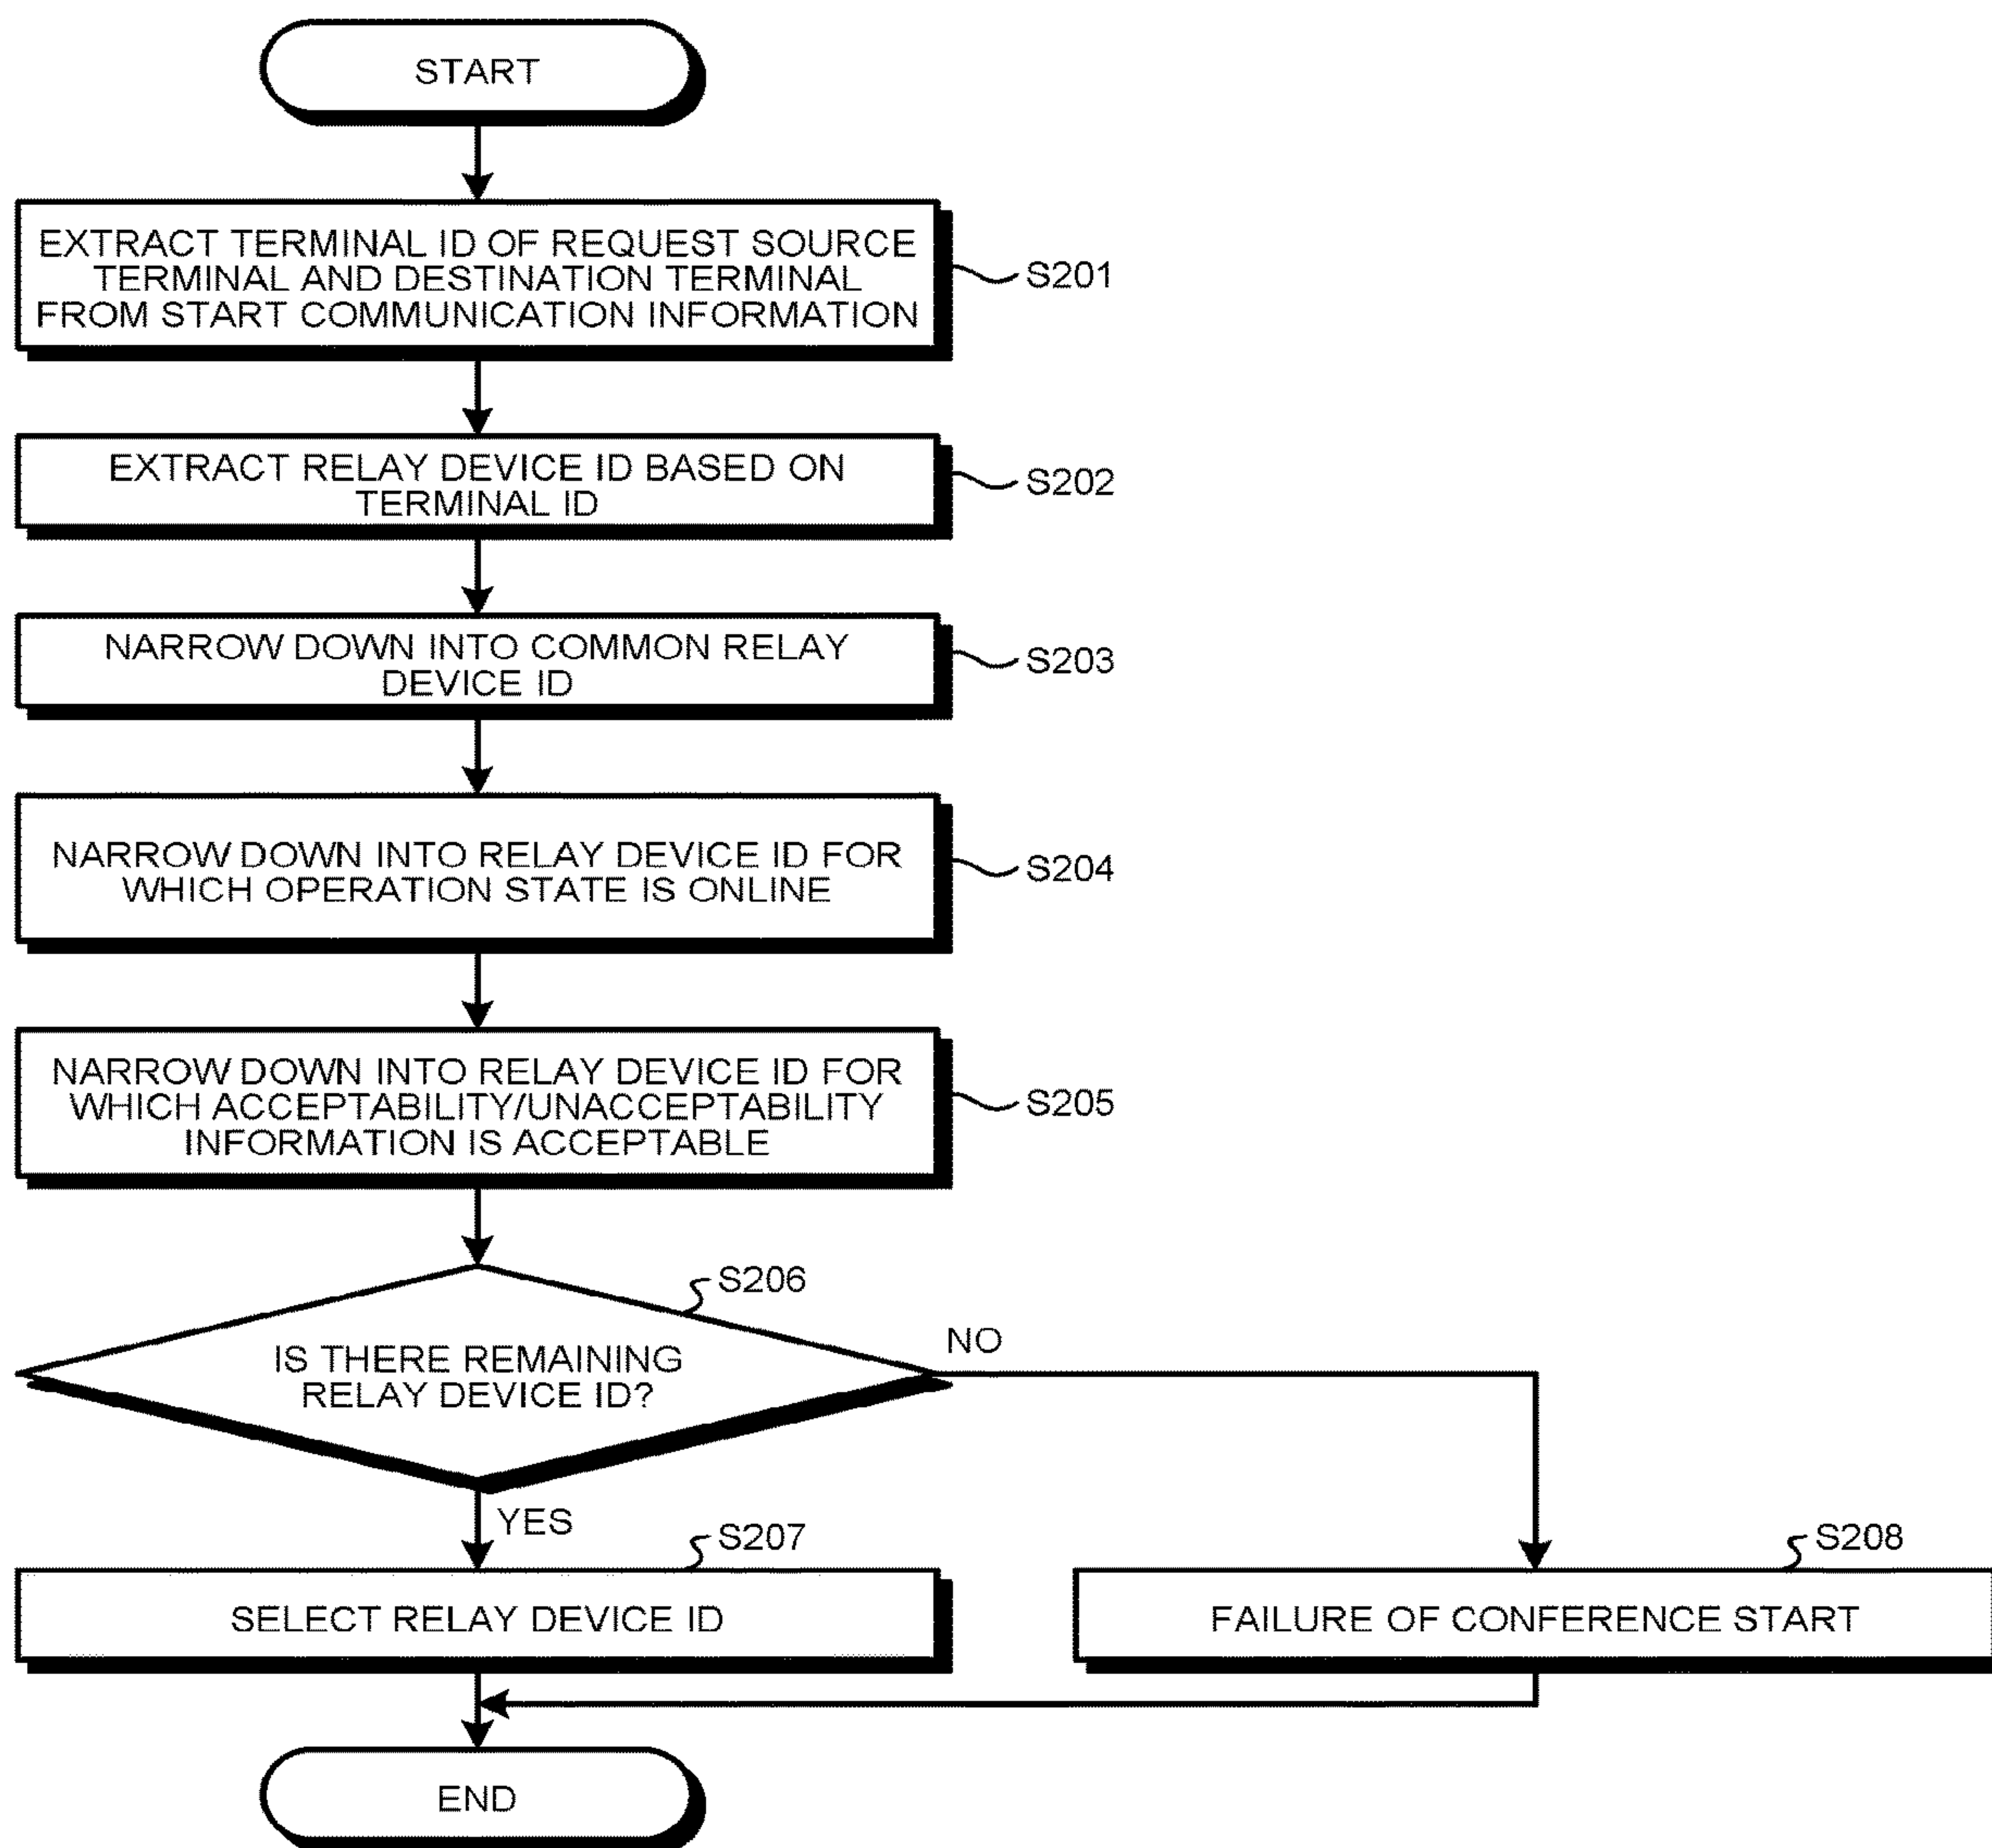 START
EXTRACT TERMINAL ID OF REQUEST SOURCE
TERMINAL AND DESTINATION TERMINAL
FROM START COMMUNICATION INFORMATION
S201
EXTRACT RELAY DEVICE ID BASED ON
TERMINAL ID
S202
NARROW DOWN INTO COMMON RELAY
DEVICE ID
S203
NARROW DOWN INTO RELAY DEVICE ID FOR
WHICH OPERATION STATE IS ONLINE
S204
NARROW DOWN INTO RELAY DEVICE ID FOR
WHICH ACCEPTABILITY/UNACCEPTABILITY
INFORMATION IS ACCEPTABLE
S205
S206
IS THERE REMAINING
RELAY DEVICE ID?
NO
YES
S207
SELECT RELAY DEVICE ID
S208
FAILURE OF CONFERENCE START
END